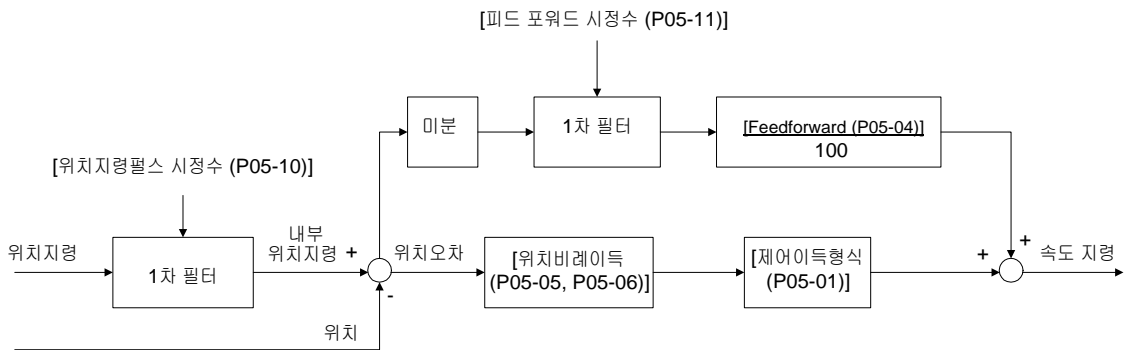 [피드 포워드 시정수 (P05-11)]
미분
1차 필터
[Feedforward (P05-04)]
100
[위치지령펄스 시정수 (P05-10)]
위치지령
1차 필터
내부
위치지령
+
-
위치오차
[위치비례이득
(P05-05, P05-06)]
[제어이득형식
(P05-01)]
+
+
속도 지령
위치